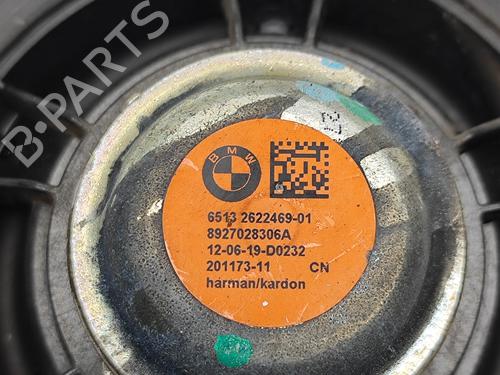 B-PARTS
BMW
6513 2622469-01
8927028306A
12-06-19-D0232
201173-11 CN
harman/kardon